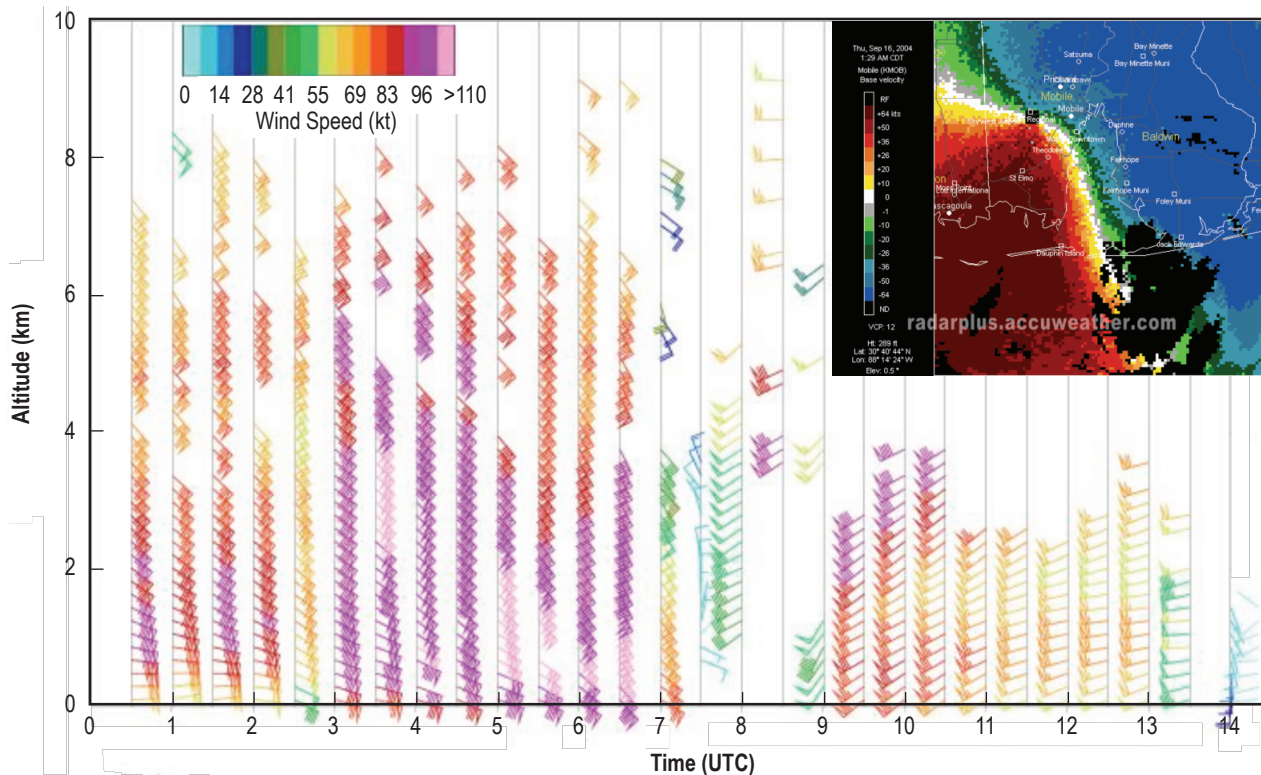 10
8
6
4
2
0
Altitude (km)
0 14 28 41 55 69 83 96 >110
Wind Speed (kt)
Thu, Sep 16, 2004
1:29 AM CDT
Mobile (KMOB)
Base velocity
RF
+64 kts
+50
+36
+26
+20
+10
0
-1
-10
-20
-26
-36
-50
-64
ND
VCP: 12
Ht: 289 ft
Lat: 30° 40' 44" N
Lon: 88° 14' 24" W
Elev: 0.5 °
Satsuma
Bay Minette
Bay Minette Muni
Prichard
Mobile
Mobile
Regional
Downtown
Daphne
Baldwin
Theodore
Fairhope
St Elmo
Fairhope Muni
Foley Muni
Moss Point
International
Pascagoula
Jack Edwards
Dauphin Island
radarplus.accuweather.com
0 1 2 3 4 5 6 7 8 9 10 11 12 13 14
Time (UTC)